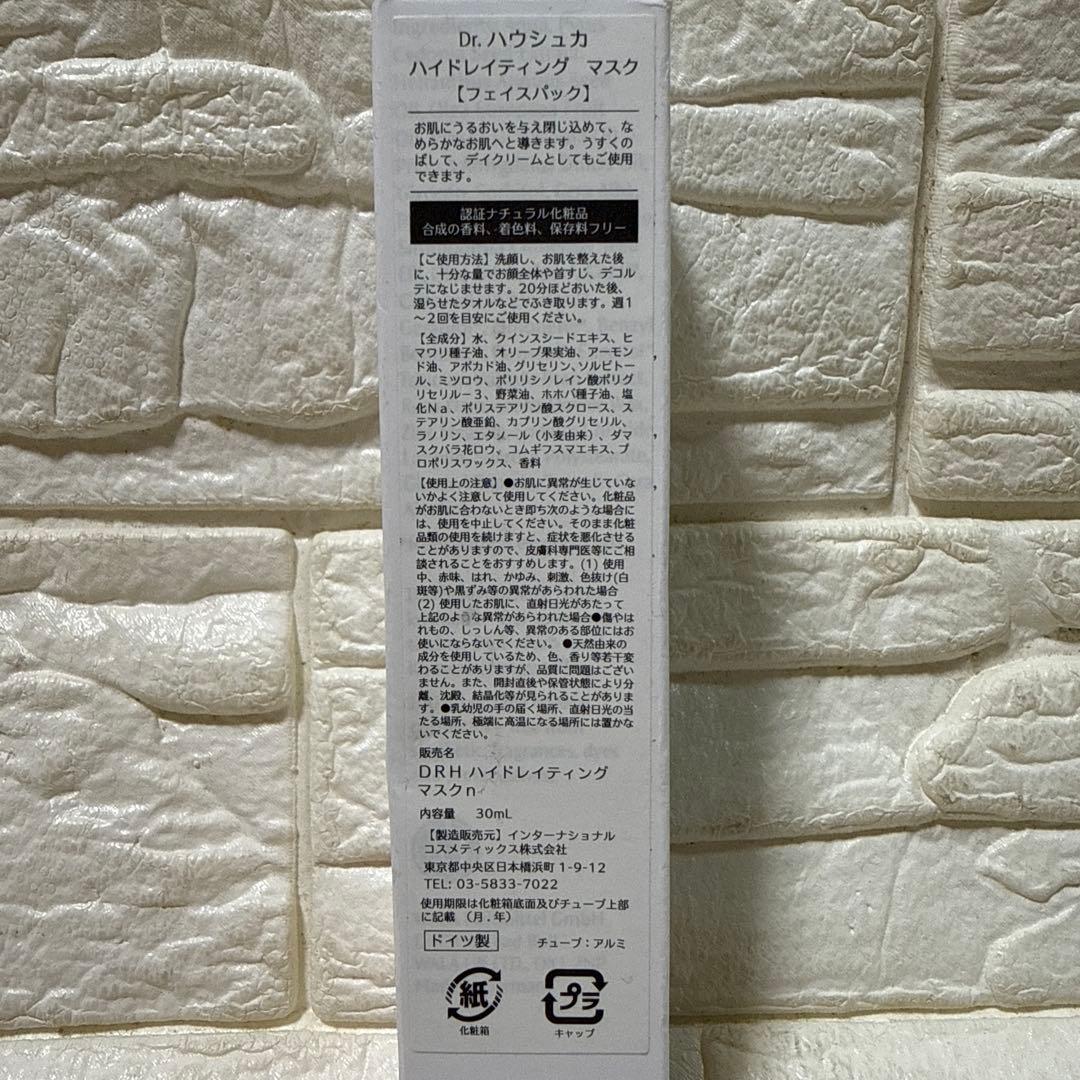 Dr. ハウシュカ
ハイドレイティング　マスク
【フェイスパック】
お肌にうるおいを与え閉じ込めて、な
めらかなお肌へと導きます。うすくの
ばして、デイクリームとしてもご使用
できます。
認証ナチュラル化粧品
合成の香料、着色料、保存料フリー
【ご使用方法】洗顔し、お肌を整えた後
に、十分な量でお顔全体や首すじ、デコル
テになじませます。20分ほどおいた後、
湿らせたタオルなどでふき取ります。週1
～2回を目安にご使用ください。
【全成分】水、クインスシードエキス、ヒ
マワリ種子油、オリーブ果実油、アーモン
ド油、アボカド油、グリセリン、ソルビトー
ル、ミツロウ、ポリリシノレイン酸ポリグ
リセリル－3、野菜油、ホホバ種子油、塩
化Na、ポリステアリン酸スクロース、ス
テアリン酸亜鉛、カプリン酸グリセリル、
ラノリン、エタノール（小麦由来）、ダマ
スクバラ花ロウ、コムギフスマエキス、プ
ロポリスワックス、香料
【使用上の注意】●お肌に異常が生じていな
いかよく注意して使用してください。化粧品
がお肌に合わないとき即ち次のような場合に
は、使用を中止してください。そのまま化粧
品類の使用を続けますと、症状を悪化させる
ことがありますので、皮膚科専門医等にご相
談されることをおすすめします。(1) 使用
中、赤味、はれ、かゆみ、刺激、色抜け(白
斑等)や黒ずみ等の異常があらわれた場合
(2) 使用したお肌に、直射日光があたって
上記のような異常があらわれた場合●傷やは
れもの、しっしん等、異常のある部位にはお
使いにならないでください。 ●天然由来の
成分を使用しているため、色、香り等若干変
わることがありますが、品質に問題はござい
ません。また、開封直後や保管状態により分
離、沈殿、結晶化等が見られることがありま
す。●乳幼児の手の届く場所、直射日光の当
たる場所、極端に高温になる場所には置かな
いでください。
販売名
DRH ハイドレイティング
マスクn
内容量　30mL
【製造販売元】インターナショナル
コスメティックス株式会社
東京都中央区日本橋浜町 1-9-12
TEL: 03-5833-7022
使用期限は化粧箱底面及びチューブ上部
に記載 （月 . 年）
ドイツ製　チューブ：アルミ
紙　プラ
化粧箱　キャップ